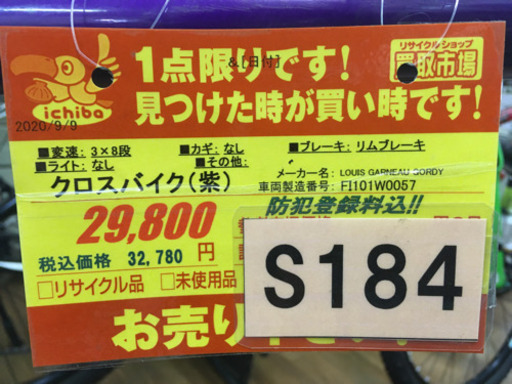 1点限りです!
&[日付]
リサイクルショップ
買取市場
ichiba
見つけた時が買い時です!
2020/9/9
■変速: 3×8段 ■カギ: なし ■ブレーキ: リムブレーキ
■ライト: なし ■その他:
メーカー名: LOUIS GARNEAU GORDY
クロスバイク(紫) 車両製造番号: FI101W0057
29,800 防犯登録料込!!
税込価格 32,780 円
□リサイクル品 □未使用品
S184
お売り